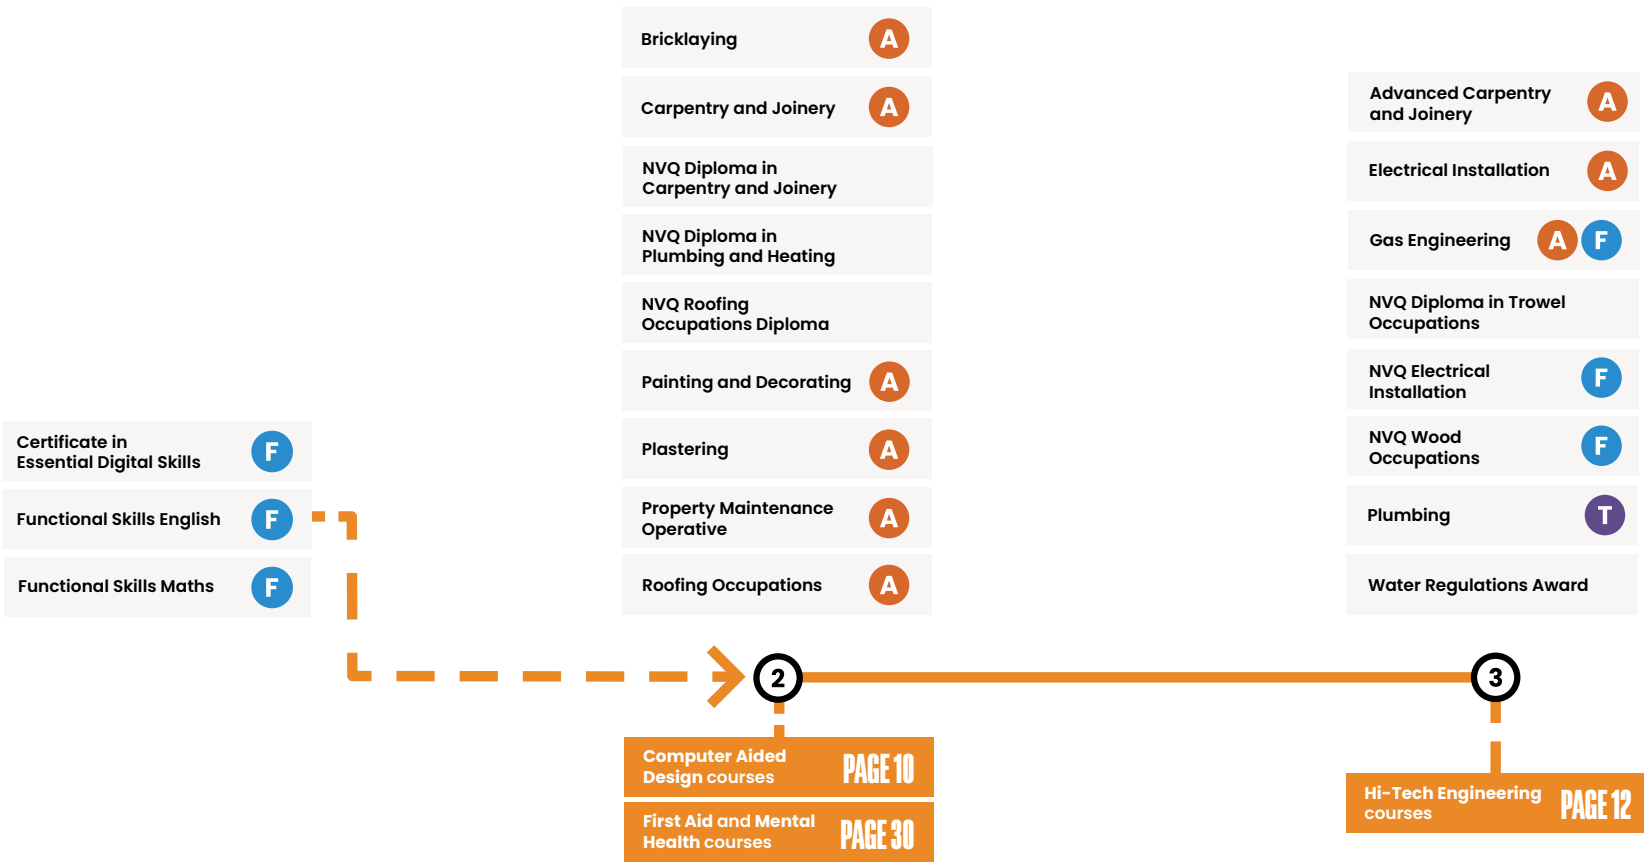 Certificate in
Essential Digital Skills
F
Functional Skills English
F
Functional Skills Maths
F
Bricklaying
A
Carpentry and Joinery
A
NVQ Diploma in
Carpentry and Joinery
NVQ Diploma in
Plumbing and Heating
NVQ Roofing
Occupations Diploma
Painting and Decorating
A
Plastering
A
Property Maintenance
Operative
A
Roofing Occupations
A
2
Computer Aided
Design courses
PAGE 10
First Aid and Mental
Health courses
PAGE 30
Advanced Carpentry
and Joinery
A
Electrical Installation
A
Gas Engineering
A F
NVQ Diploma in Trowel
Occupations
NVQ Electrical
Installation
F
NVQ Wood
Occupations
F
Plumbing
T
Water Regulations Award
3
Hi-Tech Engineering
courses
PAGE 12